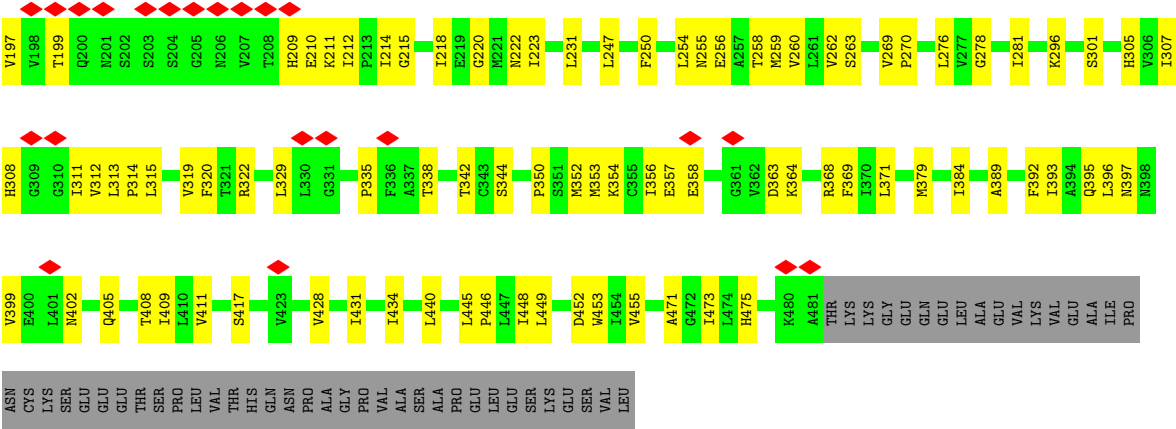 V197 V198 T199 Q200 N201 S202 S203 S204 G205 N206 V207 T208 H209 E210 K211 I212 P213 I214 G215 I218 E219 G220 M221 N222 I223 L231 L247 F250 L254 N255 E256 A257 T258 M259 V260 L261 V262 S263 V269 P270 L276 V277 G278 I281 K296 S301 H305 V306 I307
H308 G309 G310 I311 V312 L313 P314 L315 V319 F320 T321 R322 L329 L330 G331 P335 F336 A337 T338 T342 C343 S344 P350 S351 M352 M353 K354 C355 I356 E357 E358 G361 V362 D363 K364 R368 F369 I370 L371 M379 I384 A389 F392 I393 A394 Q395 L396 N397 N398
V399 E400 L401 N402 Q405 T408 I409 L410 V411 S417 V423 V428 I431 I434 L440 L445 P446 L447 I448 L449 D452 W453 I454 V455 A471 G472 I473 L474 H475 K480 A481 THR LYS LYS GLY GLU GLN GLU LEU ALA GLU VAL LYS VAL GLU ALA ILE PRO
ASN CYS LYS SER GLU GLU GLU THR SER PRO LEU VAL THR HIS GLN ASN PRO ALA GLY PRO VAL ALA SER ALA PRO GLU LEU GLU SER LYS GLU SER VAL LEU